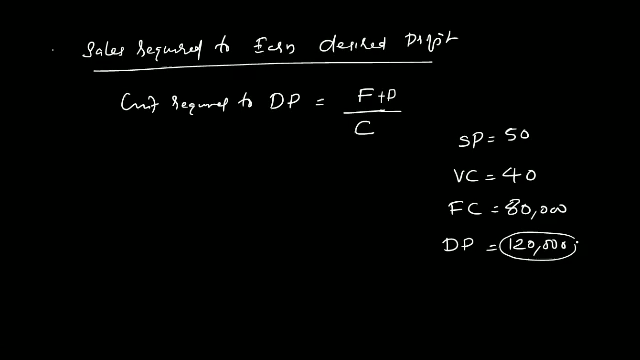 Sales required to Earn desired Profit
Unit required to DP = F+P
C
SP = 50
VC = 40
FC = 80,000
DP = 120,000